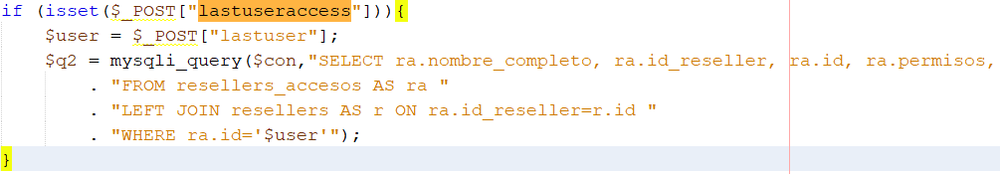 if (isset($_POST["lastuseraccess"])){
$user = $_POST["lastuser"];
$q2 = mysqli_query($con,"SELECT ra.nombre_completo, ra.id_reseller, ra.id, ra.permisos,
. "FROM resellers_accesos AS ra "
. "LEFT JOIN resellers AS r ON ra.id_reseller=r.id "
. "WHERE ra.id='$user'");
}